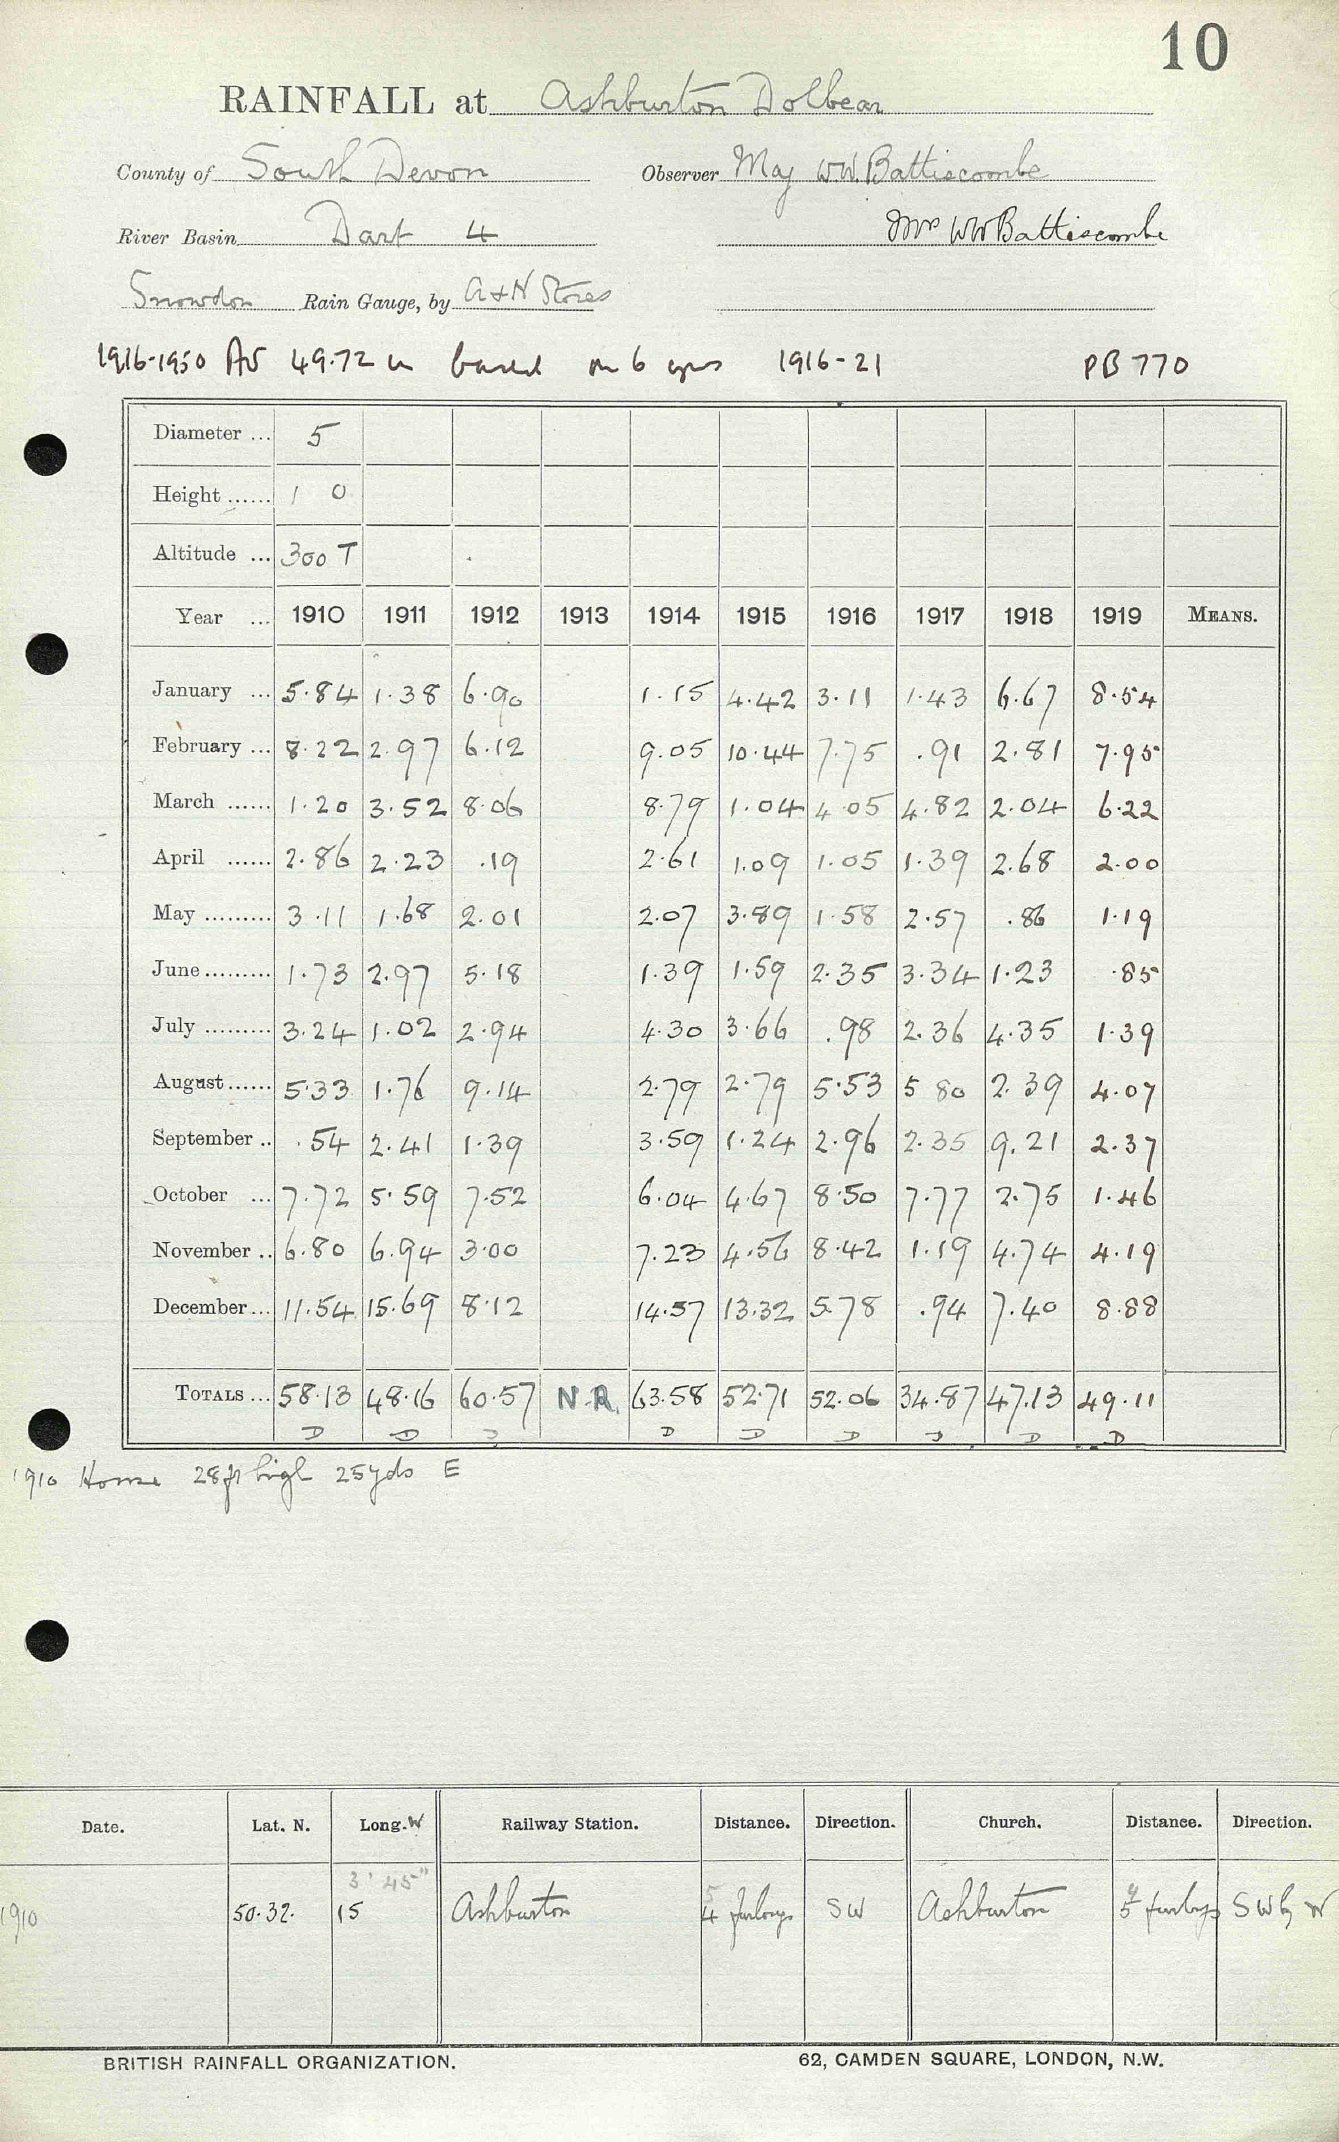 10
RAINFALL at Ashburton Dolbear
County of South Devon Observer Maj W.W. Battiscombe
River Basin Dart 4 Mrs WW Battiscombe
Snowdon Rain Gauge, by A & N Stores
1916-1950 Av 49.72 in based on 6 yrs 1916-21 PB 770
Diameter ... 5
Height ...... 1 0
Altitude ... 300 T
Year ... 1910 1911 1912 1913 1914 1915 1916 1917 1918 1919 MEANS.
January ... 5.84 1.38 6.90 1.15 4.42 3.11 1.43 6.67 8.54
February ... 8.22 2.97 6.12 9.05 10.44 7.75 .91 2.81 7.95
March ...... 1.20 3.52 8.06 8.79 1.04 4.05 4.82 2.04 6.22
April ...... 2.86 2.23 .19 2.61 1.09 1.05 1.39 2.68 2.00
May ......... 3.11 1.68 2.01 2.07 3.89 1.58 2.57 .86 1.19
June ......... 1.73 2.97 5.18 1.39 1.59 2.35 3.34 1.23 .85
July ......... 3.24 1.02 2.94 4.30 3.66 .98 2.36 4.35 1.39
August ...... 5.33 1.76 9.14 2.79 2.79 5.53 5 80 2.39 4.07
September .. .54 2.41 1.39 3.59 1.24 2.96 2.35 9.21 2.37
October ... 7.72 5.59 7.52 6.04 4.67 8.50 7.77 2.75 1.46
November .. 6.80 6.94 3.00 7.23 4.56 8.42 1.19 4.74 4.19
December ... 11.54 15.69 8.12 14.57 13.32 5.78 .94 7.40 8.88
TOTALS ... 58.13 48.16 60.57 N.R. 63.58 52.71 52.06 34.87 47.13 49.11
D D D D D D D D D
1910 House 28ft high 25yds E
Date. Lat. N. Long. W Railway Station. Distance. Direction. Church. Distance. Direction.
3' 45"
1910 50.32. 15 Ashburton 4 furlongs SW Ashburton 5 furlongs SW by W
BRITISH RAINFALL ORGANIZATION. 62, CAMDEN SQUARE, LONDON, N.W.